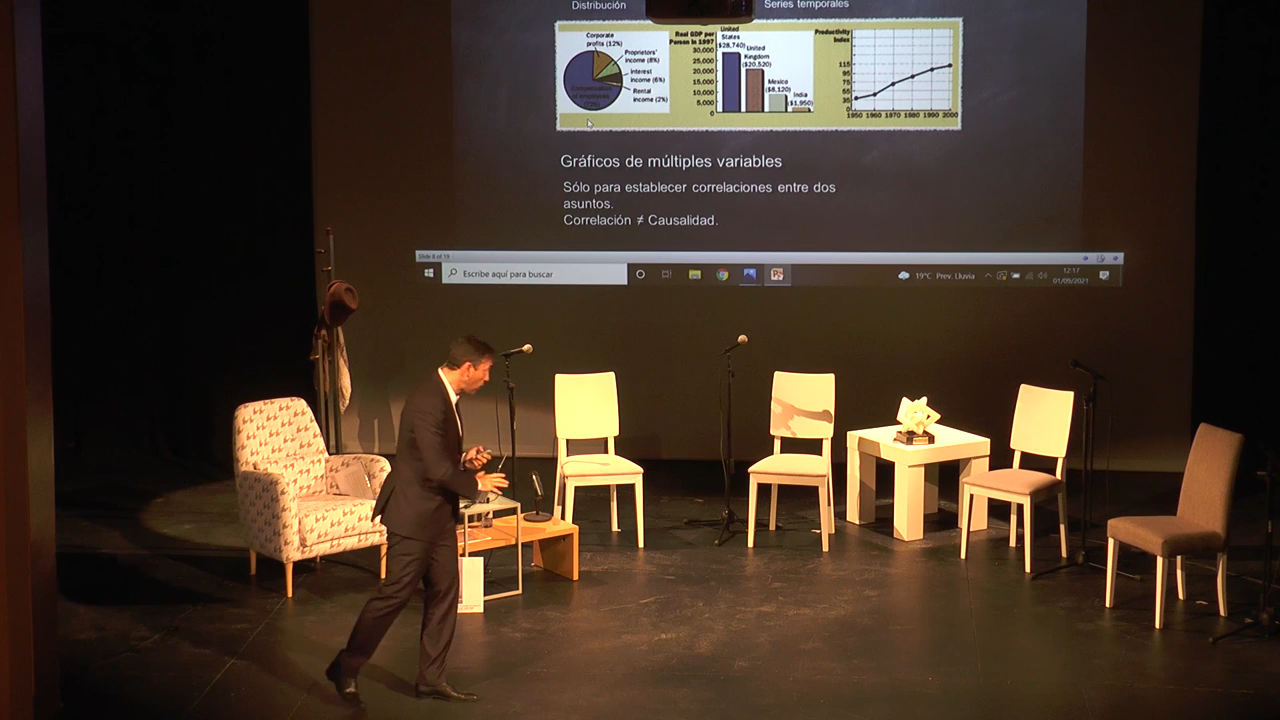 Distribución
Series temporales
Corporate
profits (12%)
Proprietors'
income (8%)
Interest
income (6%)
Rental
income (2%)
Compensation
of employees
Real GDP per
Person in 1997
30,000
25,000
20,000
15,000
10,000
5,000
0
United
States
($28,740)
United
Kingdom
($20,520)
Mexico
($8,120)
India
($1,950)
Productivity
Index
115
95
75
55
35
0
1950 1960 1970 1980 1990 2000
Gráficos de múltiples variables
Sólo para establecer correlaciones entre dos
asuntos.
Correlación ≠ Causalidad.
Slide 8 of 19
Escribe aquí para buscar
19°C Prev. Lluvia
12:17
01/09/2021